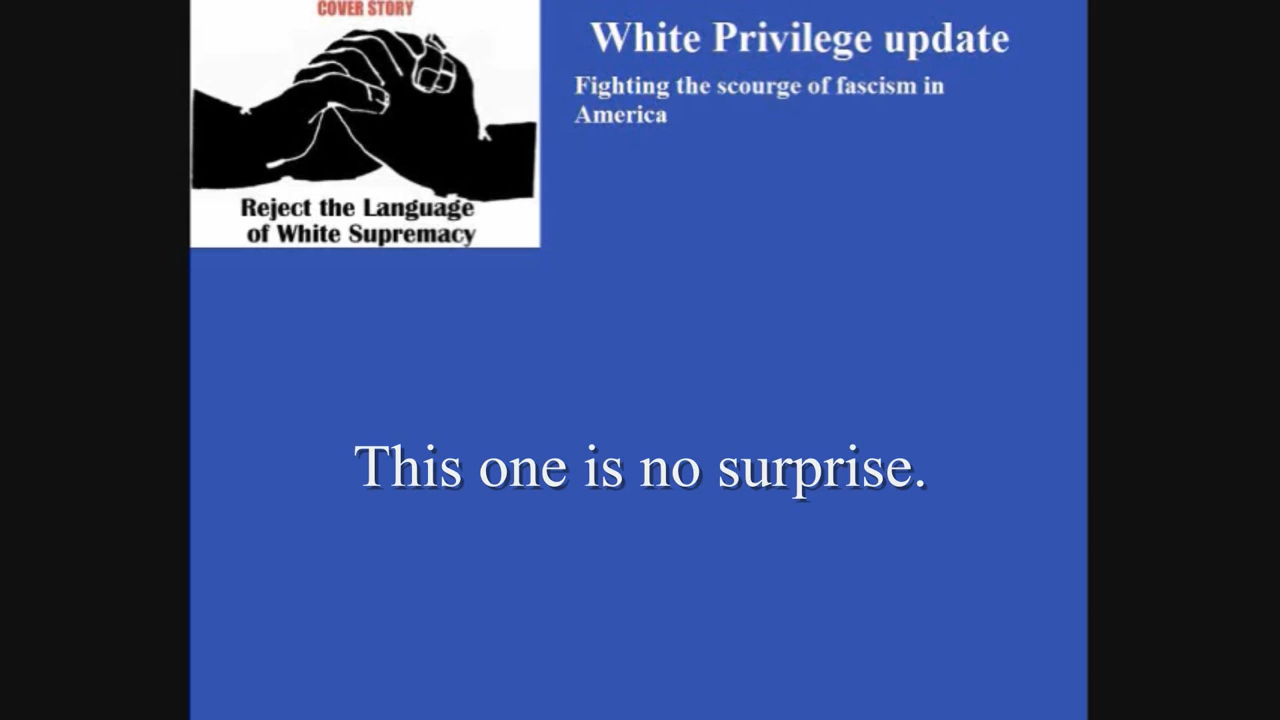 COVER STORY
Reject the Language
of White Supremacy
White Privilege update
Fighting the scourge of fascism in
America
This one is no surprise.